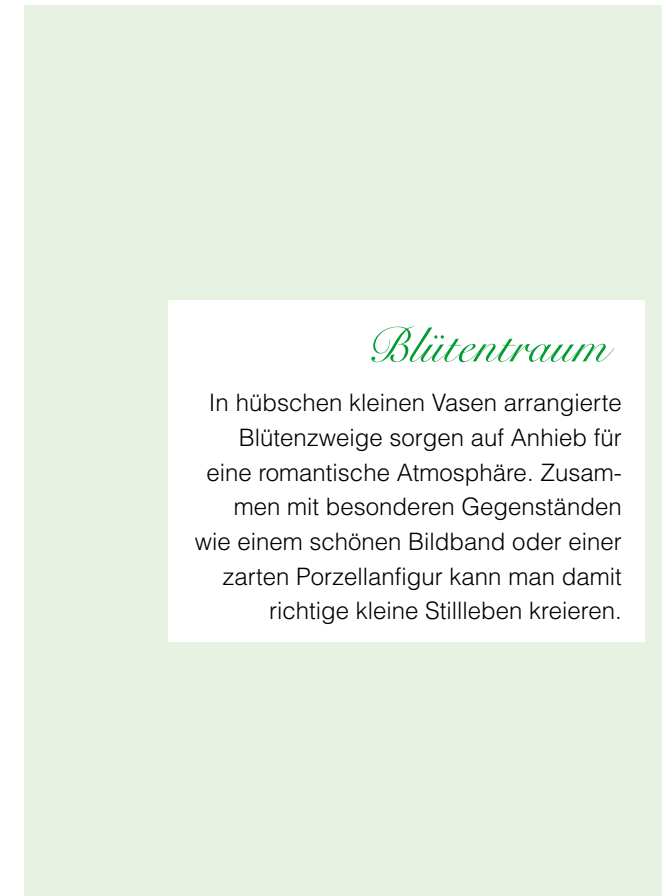 Blütentraum
In hübschen kleinen Vasen arrangierte
Blütenzweige sorgen auf Anhieb für
eine romantische Atmosphäre. Zusam-
men mit besonderen Gegenständen
wie einem schönen Bildband oder einer
zarten Porzellanfigur kann man damit
richtige kleine Stillleben kreieren.